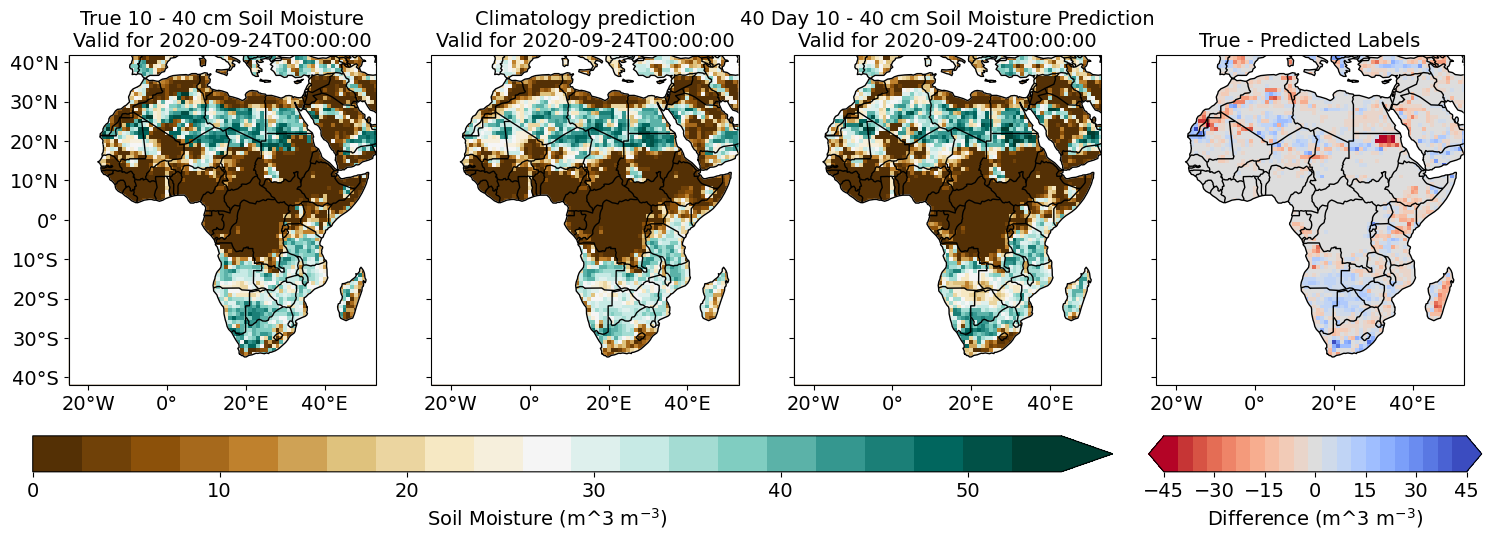 True 10 - 40 cm Soil Moisture
Valid for 2020-09-24T00:00:00
Climatology prediction
Valid for 2020-09-24T00:00:00
40 Day 10 - 40 cm Soil Moisture Prediction
Valid for 2020-09-24T00:00:00
True - Predicted Labels
40°N
30°N
20°N
10°N
0°
10°S
20°S
30°S
40°S
20°W 0° 20°E 40°E
20°W 0° 20°E 40°E
20°W 0° 20°E 40°E
20°W 0° 20°E 40°E
0 10 20 30 40 50
Soil Moisture (m^3 m⁻³)
−45 −30 −15 0 15 30 45
Difference (m^3 m⁻³)